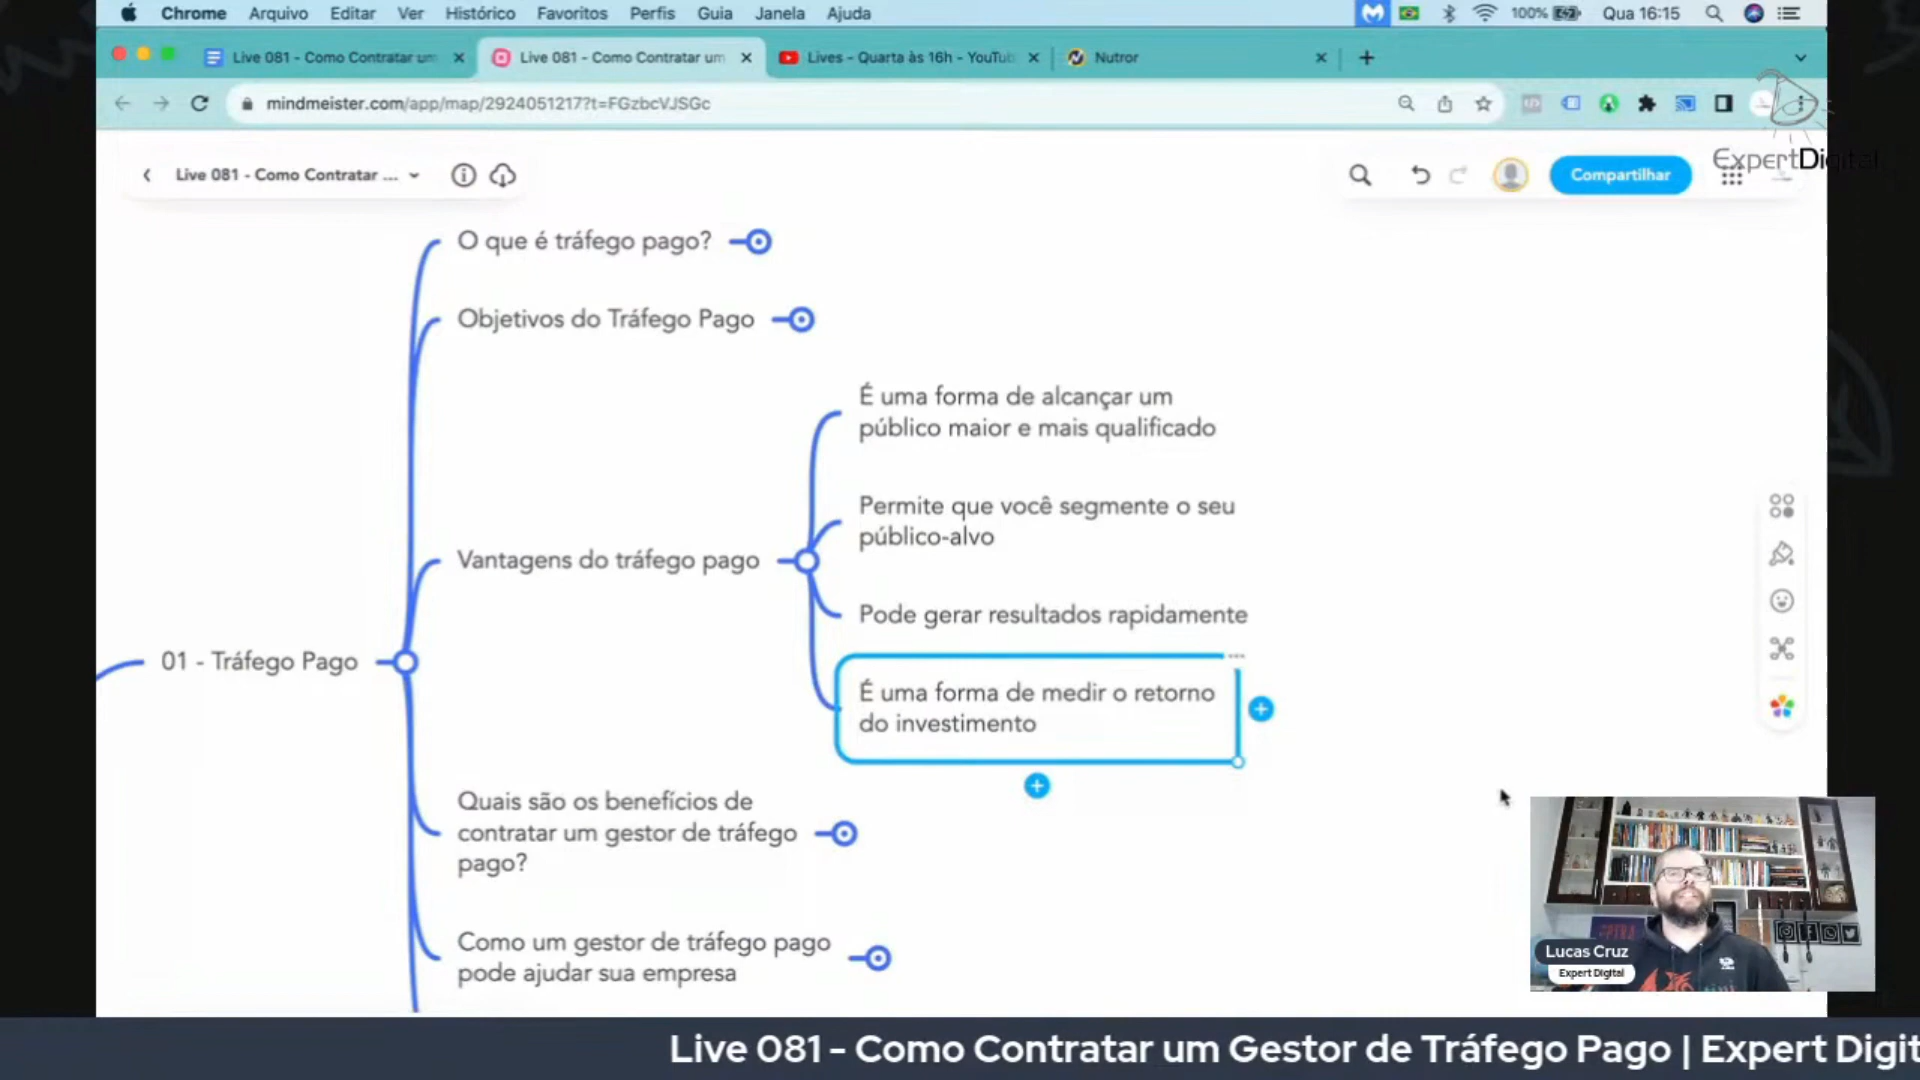 Chrome Arquivo Editar Ver Histórico Favoritos Perfis Guia Janela Ajuda 100% Qua 16:15
Live 081 - Como Contratar um Live 081 - Como Contratar um Lives - Quarta às 16h - YouTub Nutror
mindmeister.com/app/map/2924051217?t=FGzbcVJSGc
ExpertDigital
Live 081 - Como Contratar ... Compartilhar
O que é tráfego pago?
Objetivos do Tráfego Pago
É uma forma de alcançar um
público maior e mais qualificado
Permite que você segmente o seu
público-alvo
Vantagens do tráfego pago
Pode gerar resultados rapidamente
01 - Tráfego Pago
É uma forma de medir o retorno
do investimento
Quais são os benefícios de
contratar um gestor de tráfego
pago?
Como um gestor de tráfego pago
pode ajudar sua empresa
Lucas Cruz
Expert Digital
Live 081 - Como Contratar um Gestor de Tráfego Pago | Expert Digit